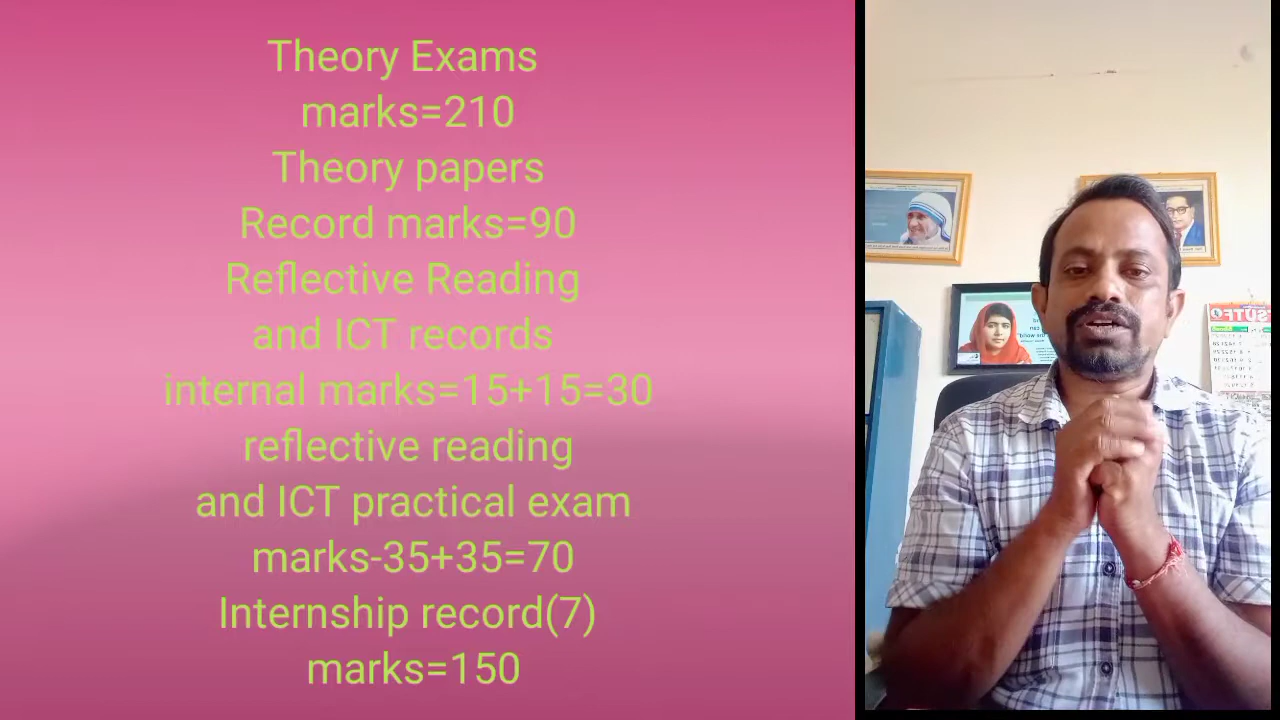 Theory Exams
marks=210
Theory papers
Record marks=90
Reflective Reading
and ICT records
internal marks=15+15=30
reflective reading
and ICT practical exam
marks-35+35=70
Internship record(7)
marks=150
SUTF